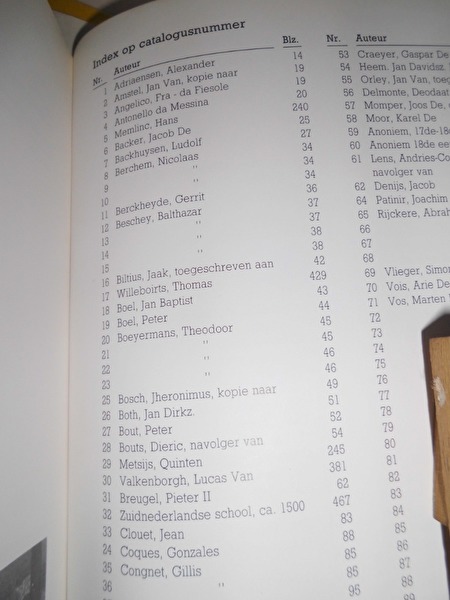 Index op catalogusnummer
Nr. Auteur Blz.
1 Adriaensen, Alexander 14
2 Amstel, Jan Van, kopie naar 19
3 Angelico, Fra - da Fiesole 19
4 Antonello da Messina 20
5 Memlinc, Hans 240
6 Backer, Jacob De 25
7 Backhuysen, Ludolf 27
8 Berchem, Nicolaas 34
9 " 34
10 " 34
11 Berckheyde, Gerrit 36
12 Beschey, Balthazar 37
13 " 37
14 " 38
15 " 38
16 Biltius, Jaak, toegeschreven aan 42
17 Willeboirts, Thomas 429
18 Boel, Jan Baptist 43
19 Boel, Peter 44
20 Boeyermans, Theodoor 45
21 " 45
22 " 46
23 " 46
25 Bosch, Jheronimus, kopie naar 49
26 Both, Jan Dirkz. 51
27 Bout, Peter 52
28 Bouts, Dieric, navolger van 54
29 Metsijs, Quinten 245
30 Valkenborgh, Lucas Van 381
31 Breugel, Pieter II 62
32 Zuidnederlandse school, ca. 1500 467
33 Clouet, Jean 83
34 Coques, Gonzales 85
35 Congnet, Gillis 85
36 " 95
Nr. Auteur
53 Craeyer, Gaspar De
54 Heem, Jan Davidsz.
55 Orley, Jan Van, toeg
56 Delmonte, Deodaat
57 Momper, Joos De,
58 Moor, Karel De
59 Anoniem, 17de-18
60 Anoniem 18de ee
61 Lens, Andries-Co
navolger van
62 Denijs, Jacob
64 Patinir, Joachim
65 Rijckere, Abrah
66
67
68
69 Vlieger, Simo
70 Vois, Arie De
71 Vos, Marten
72
73
74
75
76
77
78
79
80
81
82
83
84
85
86
87
88
89